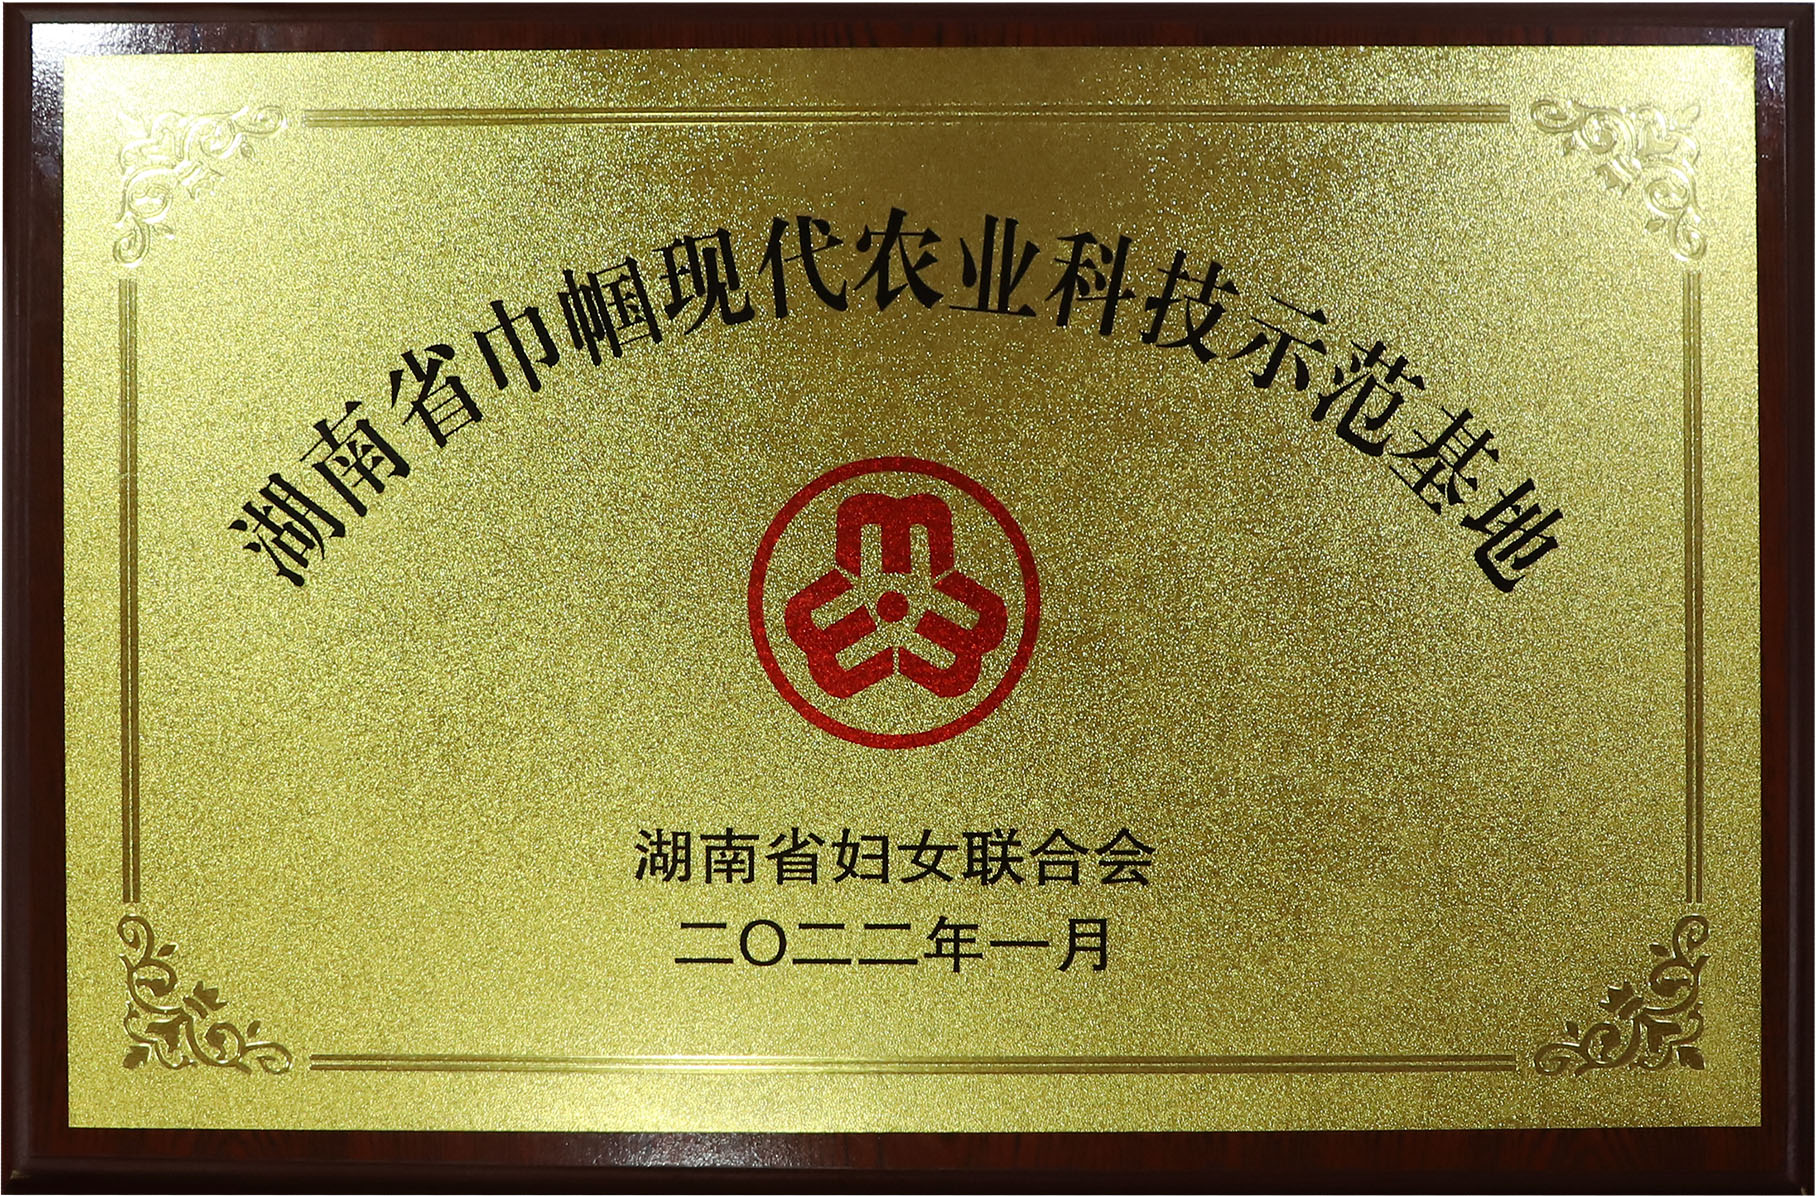 湖南省巾帼现代农业科技示范基地
湖南省妇女联合会
二〇二二年一月